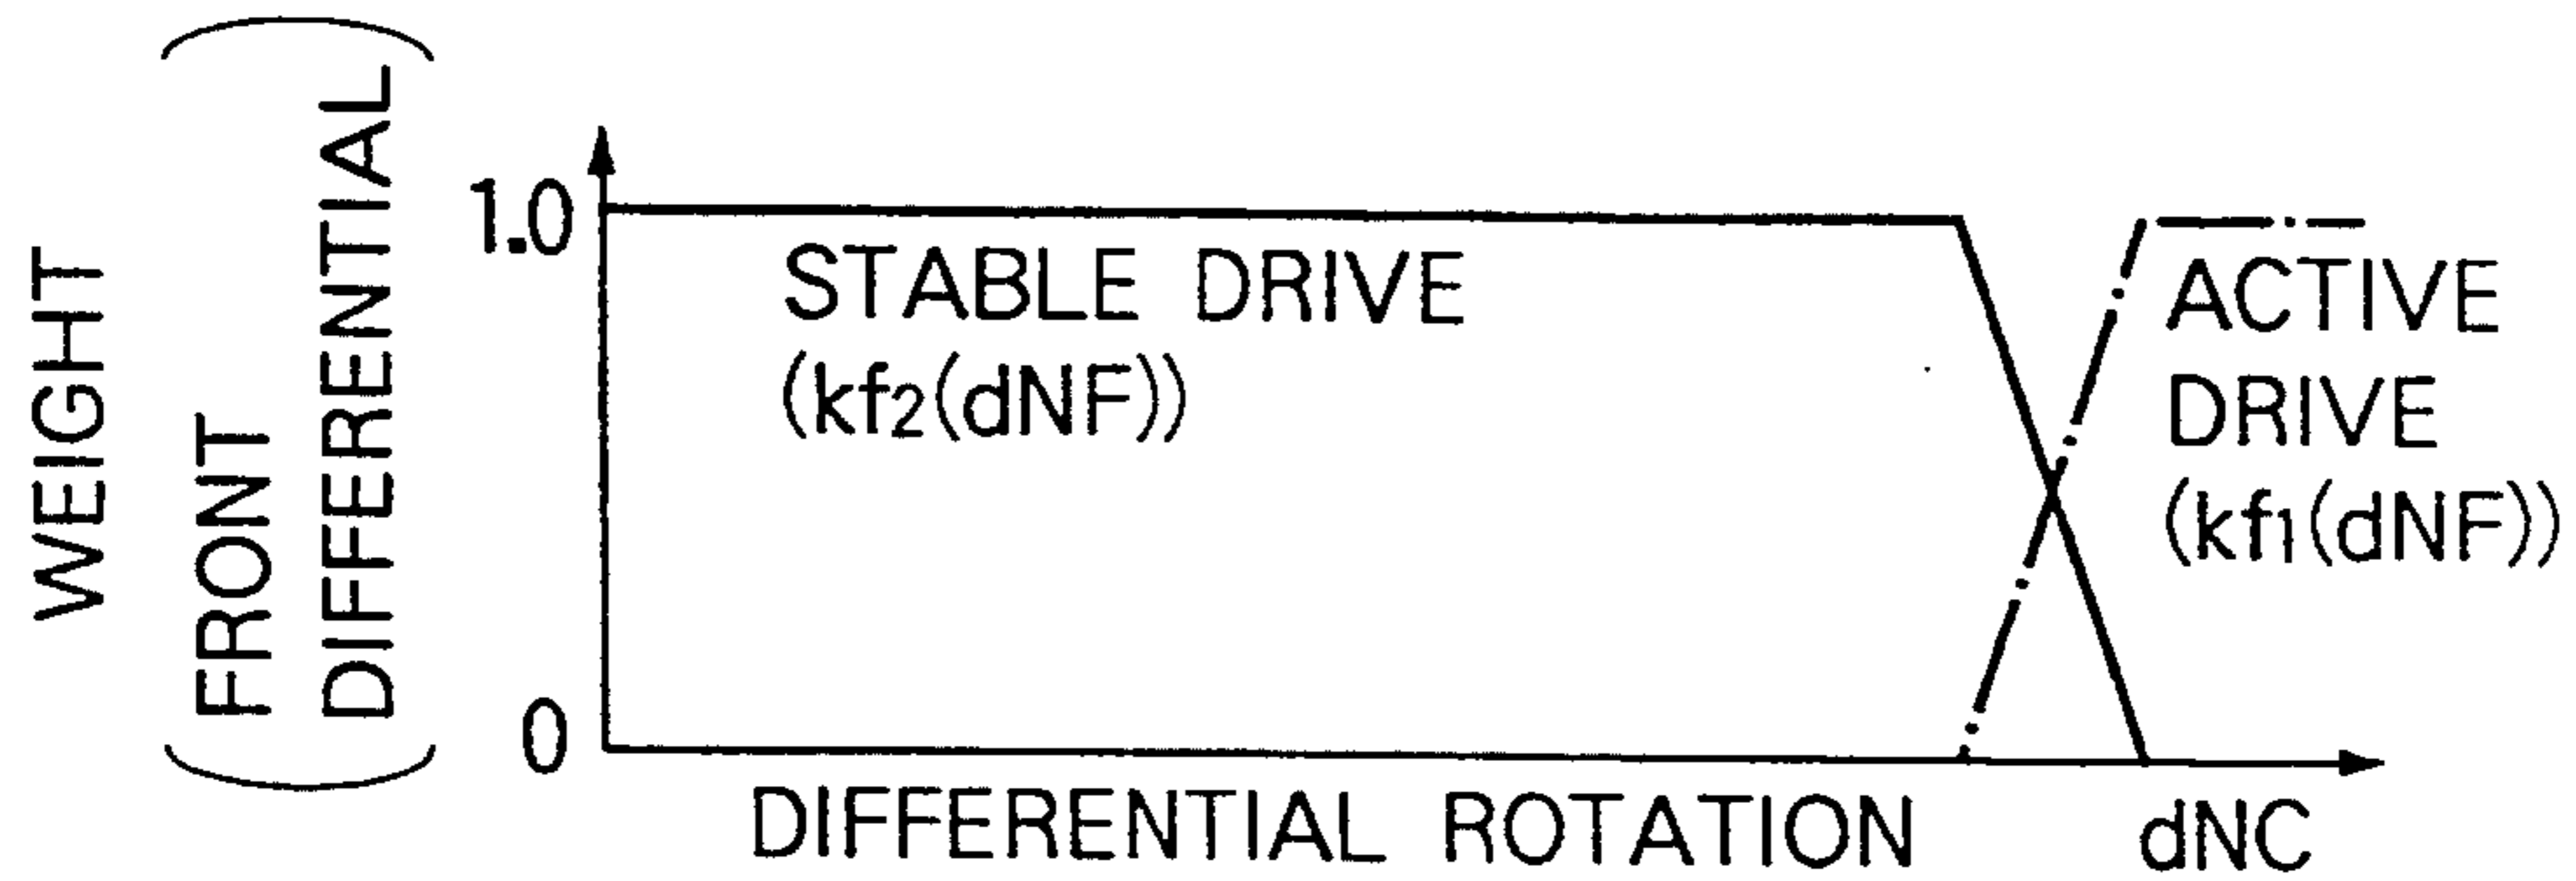 WEIGHT
FRONT
DIFFERENTIAL
1.0
0
STABLE DRIVE
(kf2(dNF))
ACTIVE
DRIVE
(kf1(dNF))
DIFFERENTIAL ROTATION dNC